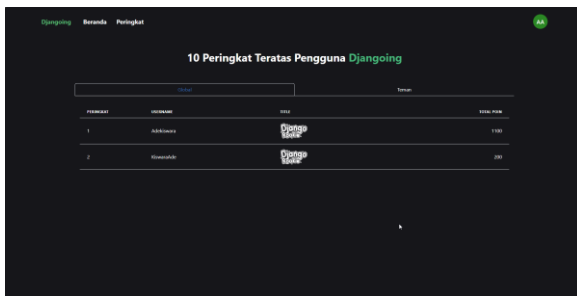 Djangoing Beranda Peringkat AA
10 Peringkat Teratas Pengguna Djangoing
Global Teman
PERINGKAT USERNAME TITLE TOTAL POIN
1 Adekiswara Django 1100
2 KiswaraAde Django 200